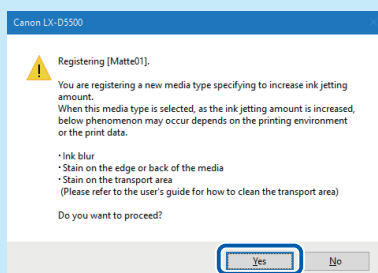 Canon LX-D5500
Registering [Matte01].
You are registering a new media type specifying to increase ink jetting
amount.
When this media type is selected, as the ink jetting amount is increased,
below phenomenon may occur depends on the printing environment
or the print data.
・Ink blur
・Stain on the edge or back of the media
・Stain on the transport area
(Please refer to the user's guide for how to clean the transport area)
Do you want to proceed?
Yes No